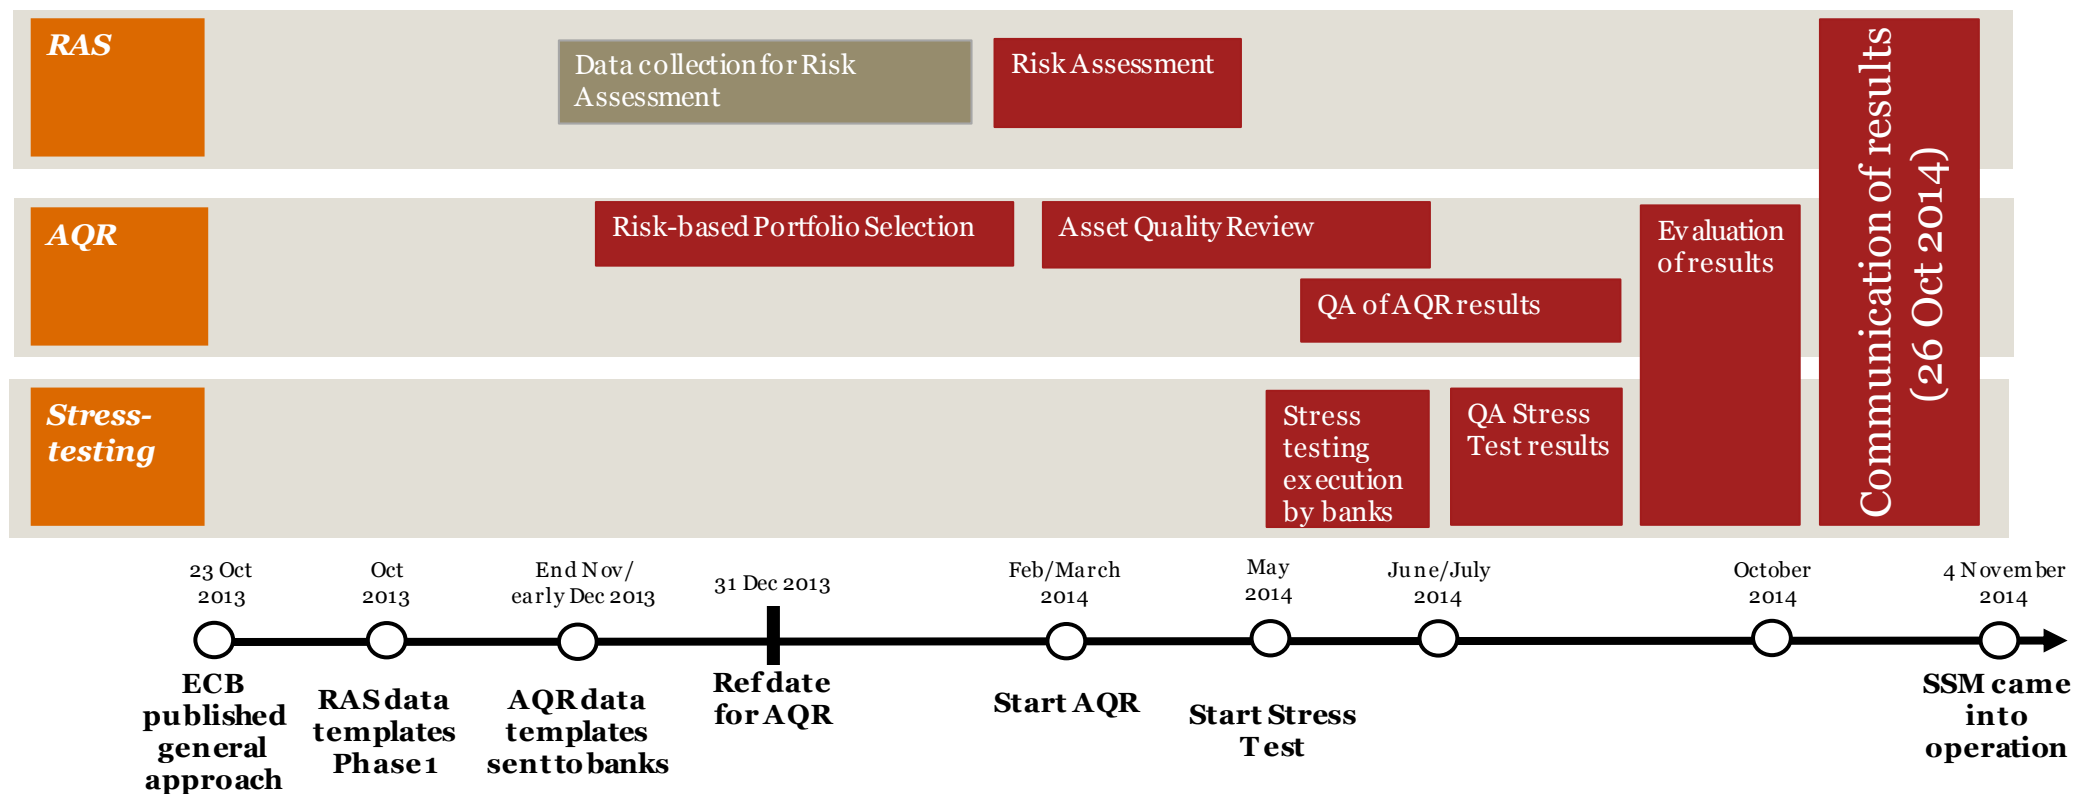 RAS
Data collection for Risk
Assessment
Risk Assessment
Communication of results
(26 Oct 2014)
AQR
Risk-based Portfolio Selection
Asset Quality Review
Evaluation
of results
QA of AQR results
Stress-
testing
Stress
testing
execution
by banks
QA Stress
Test results
23 Oct
2013
Oct
2013
End Nov/
early Dec 2013
31 Dec 2013
Feb/March
2014
May
2014
June/July
2014
October
2014
4 November
2014
ECB
published
general
approach
RAS data
templates
Phase 1
AQR data
templates
sent to banks
Ref date
for AQR
Start AQR
Start Stress
Test
SSM came
into
operation